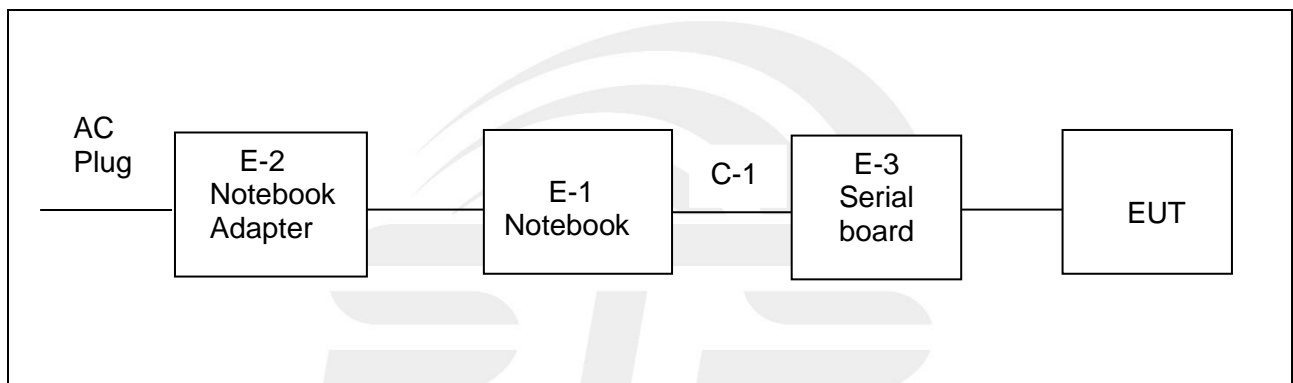 AC
Plug
E-2
Notebook
Adapter
E-1
Notebook
C-1
E-3
Serial
board
EUT